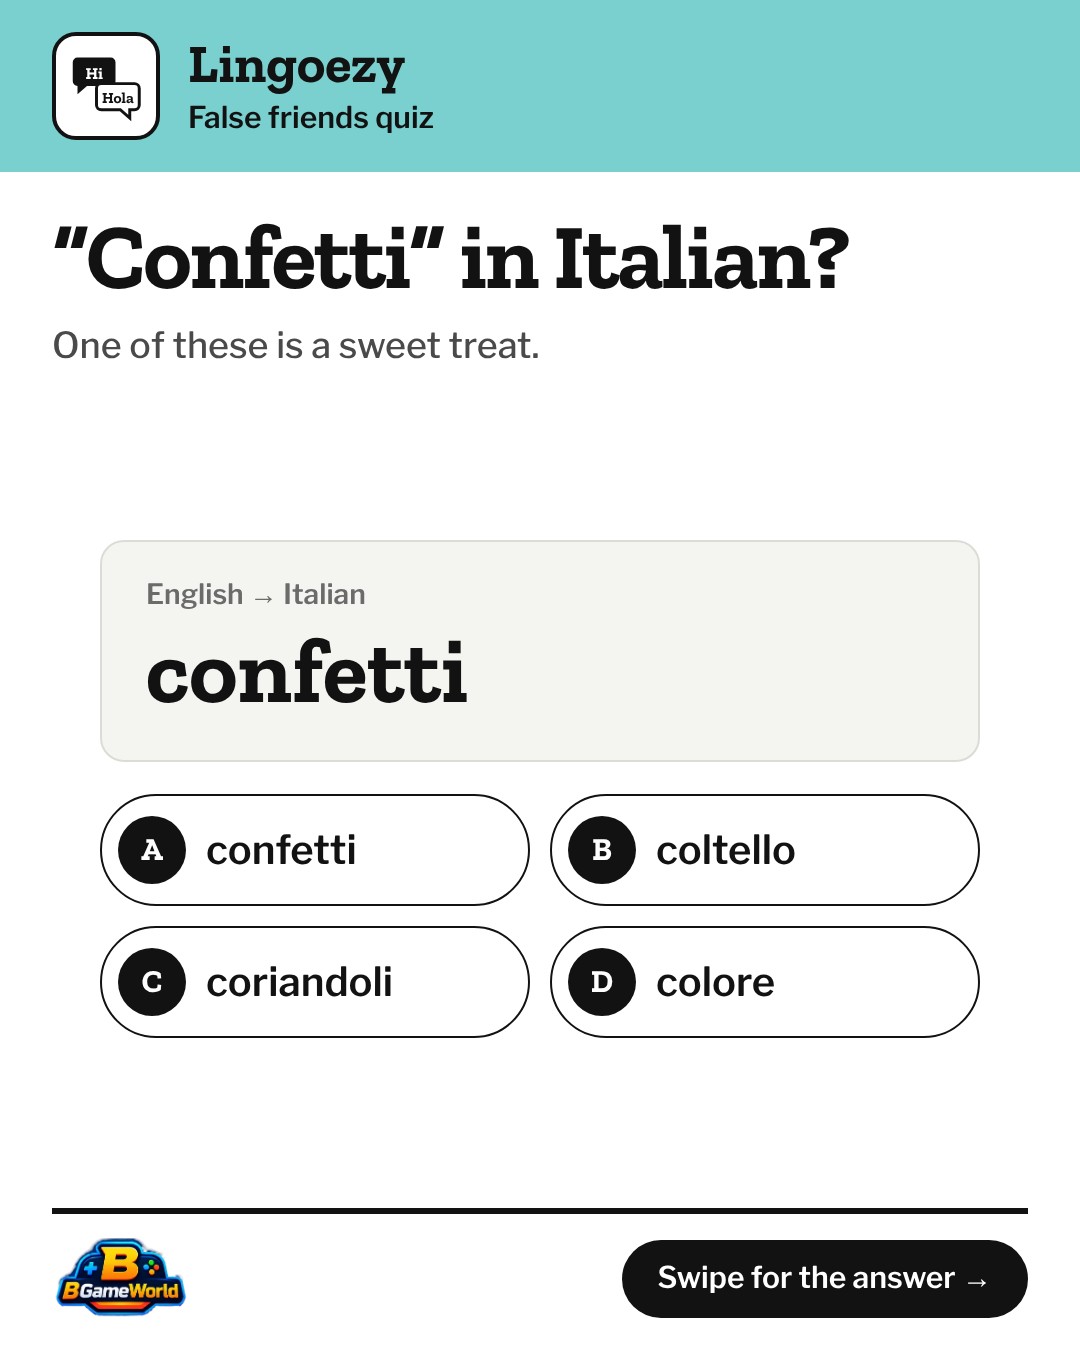 Hi
Hola
Lingoezy
False friends quiz
"Confetti" in Italian?
One of these is a sweet treat.
English → Italian
confetti
A confetti
B coltello
C coriandoli
D colore
B
BGameWorld
Swipe for the answer →